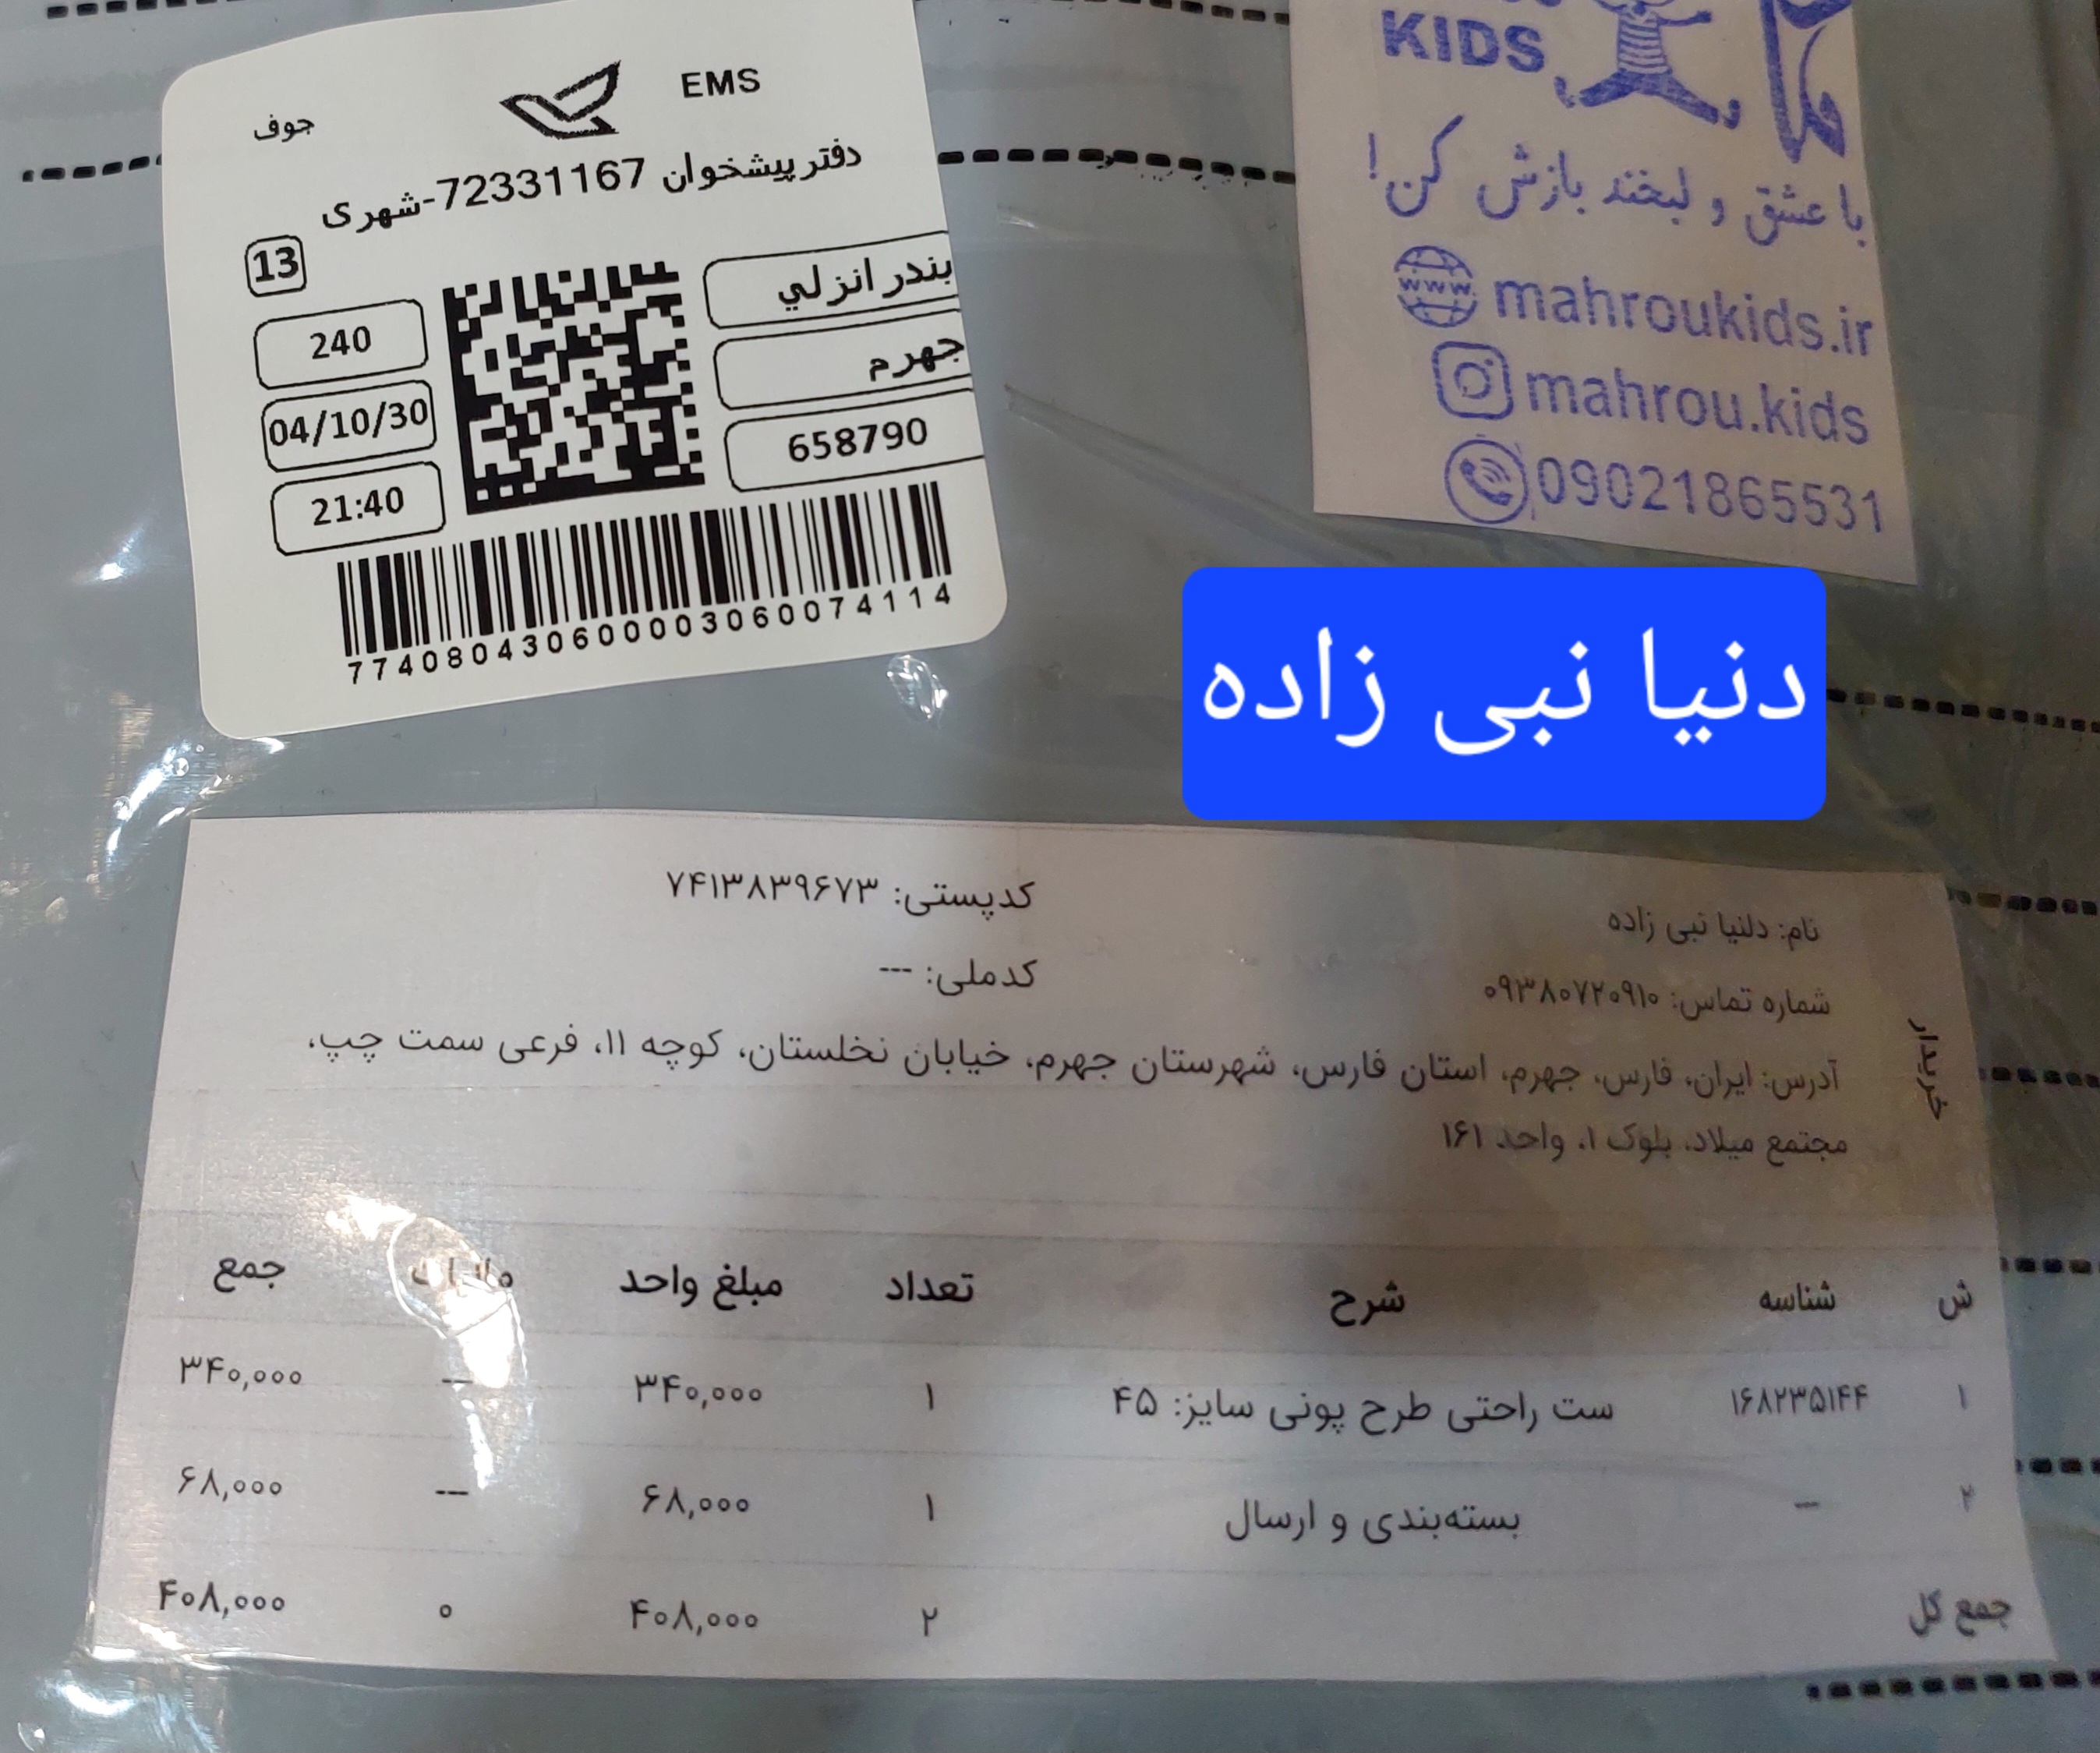 EMS
جوف
دفتر پیشخوان 72331167-شهری
13
بندر انزلي
240
جهرم
04/10/30
658790
21:40
774080430600003060074114
KIDS
با عشق و لبخند بازش کن!
www
mahroukids.ir
mahrou.kids
09021865531
دنیا نبی زاده
خریدار
نام: دلنیا نبی زاده
کدپستی: ۷۴۱۳۸۳۹۶۷۳
شماره تماس: ۰۹۳۸۰۷۲۰۹۱۰
کدملی: ---
آدرس: ایران، فارس، جهرم، استان فارس، شهرستان جهرم، خیابان نخلستان، کوچه ۱۱، فرعی سمت چپ،
مجتمع میلاد، بلوک ۱، واحد ۱۶۱
ش شناسه شرح تعداد مبلغ واحد جمع
۱ ۱۶۸۲۳۵۱۴۴ ست راحتی طرح پونی سایز: ۴۵ ۱ ۳۴۰,۰۰۰ --- ۳۴۰,۰۰۰
۲ --- بسته‌بندی و ارسال ۱ ۶۸,۰۰۰ --- ۶۸,۰۰۰
جمع کل ۲ ۴۰۸,۰۰۰ ۰ ۴۰۸,۰۰۰